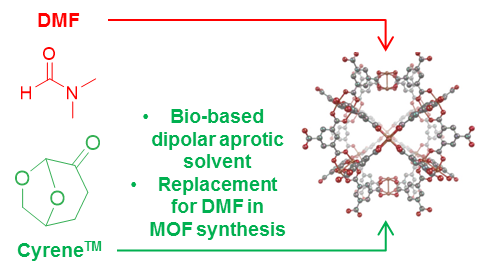 DMF
O
H
N
O
O
O
Cyrene™
• Bio-based
dipolar aprotic
solvent
• Replacement
for DMF in
MOF synthesis